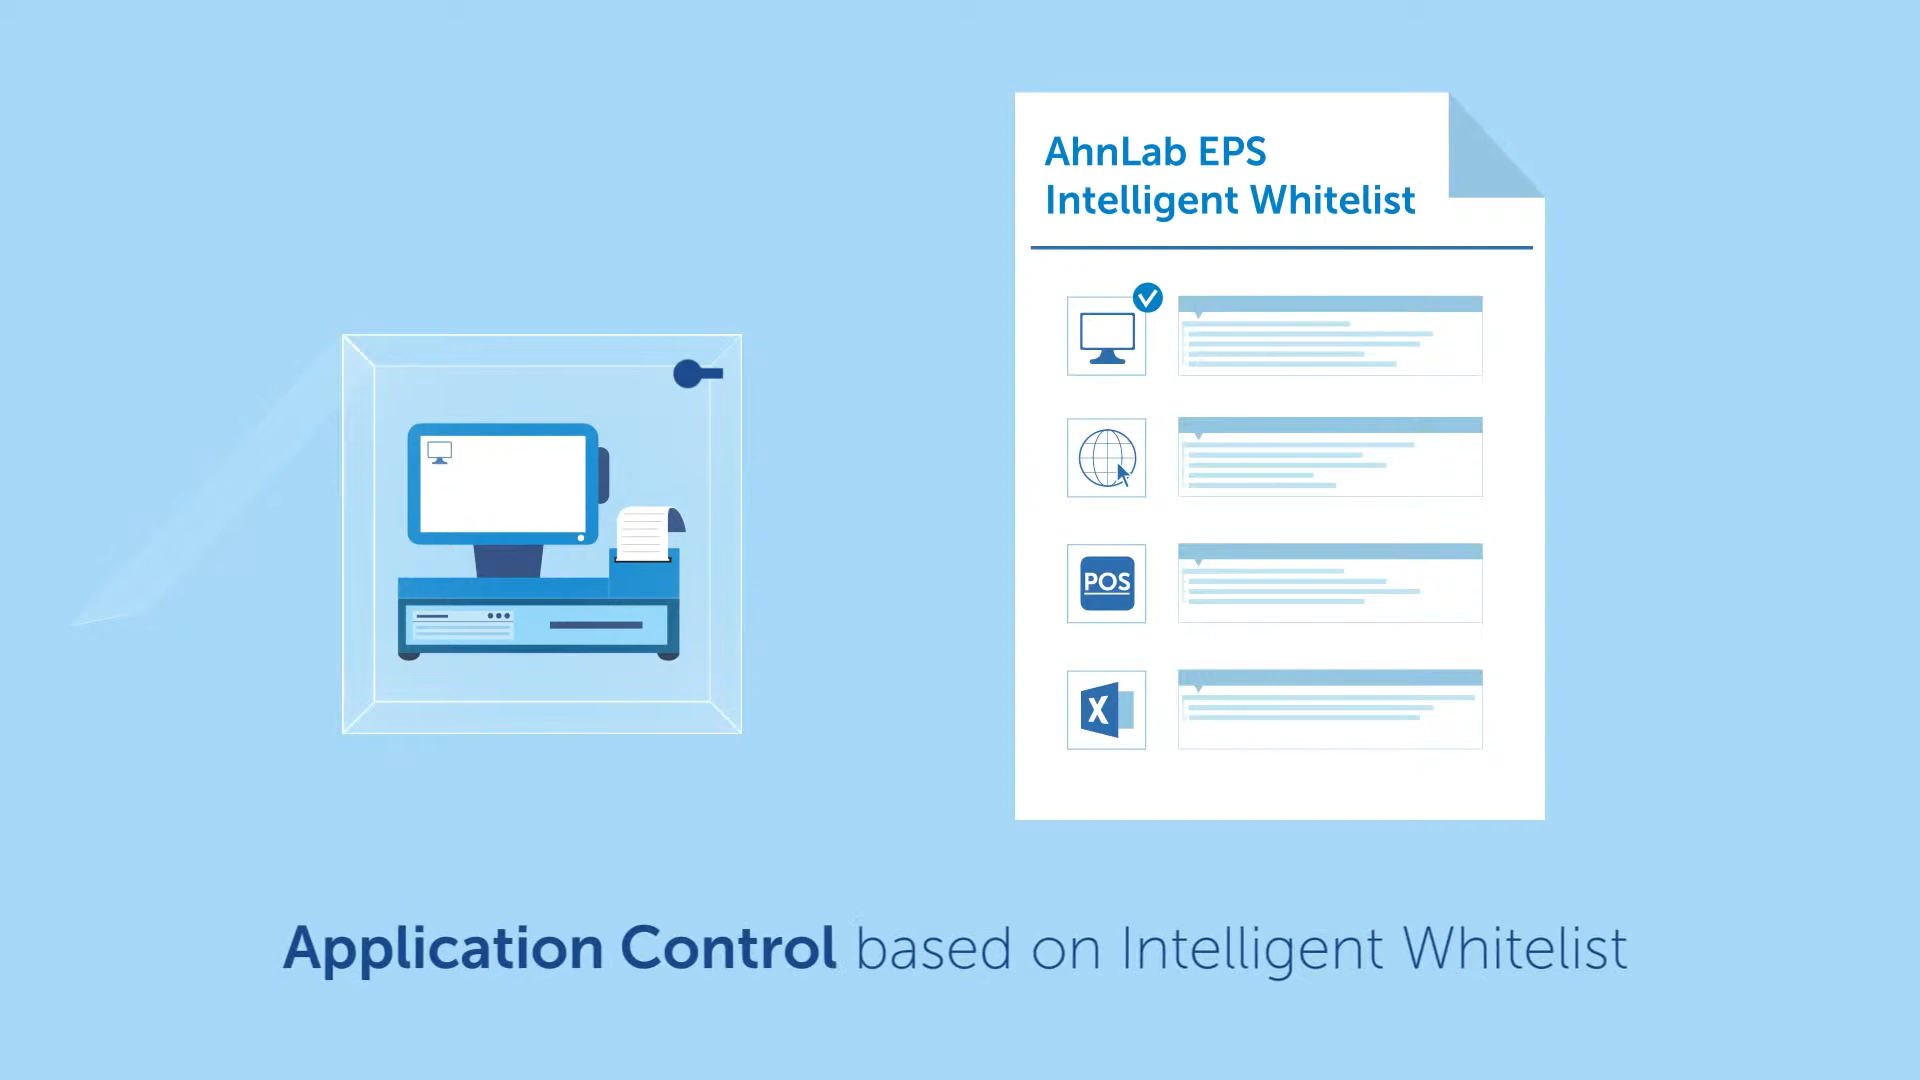 AhnLab EPS
Intelligent Whitelist
POS
X
Application Control based on Intelligent Whitelist